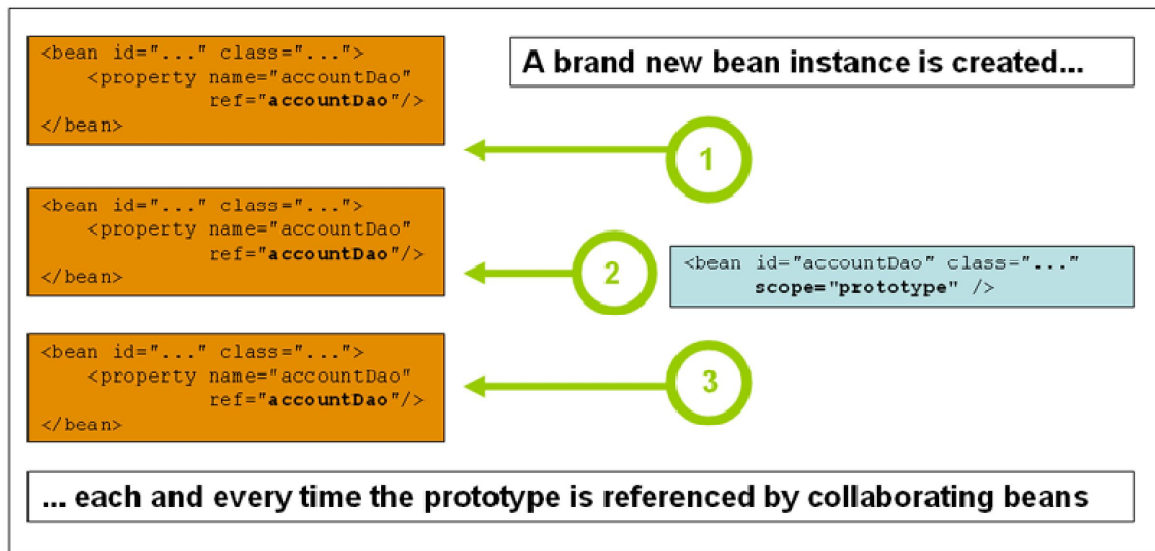 <bean id="..." class="...">
<property name="accountDao"
ref="accountDao"/>
</bean>
A brand new bean instance is created...
1
<bean id="..." class="...">
<property name="accountDao"
ref="accountDao"/>
</bean>
2
<bean id="accountDao" class="..."
scope="prototype" />
<bean id="..." class="...">
<property name="accountDao"
ref="accountDao"/>
</bean>
3
... each and every time the prototype is referenced by collaborating beans